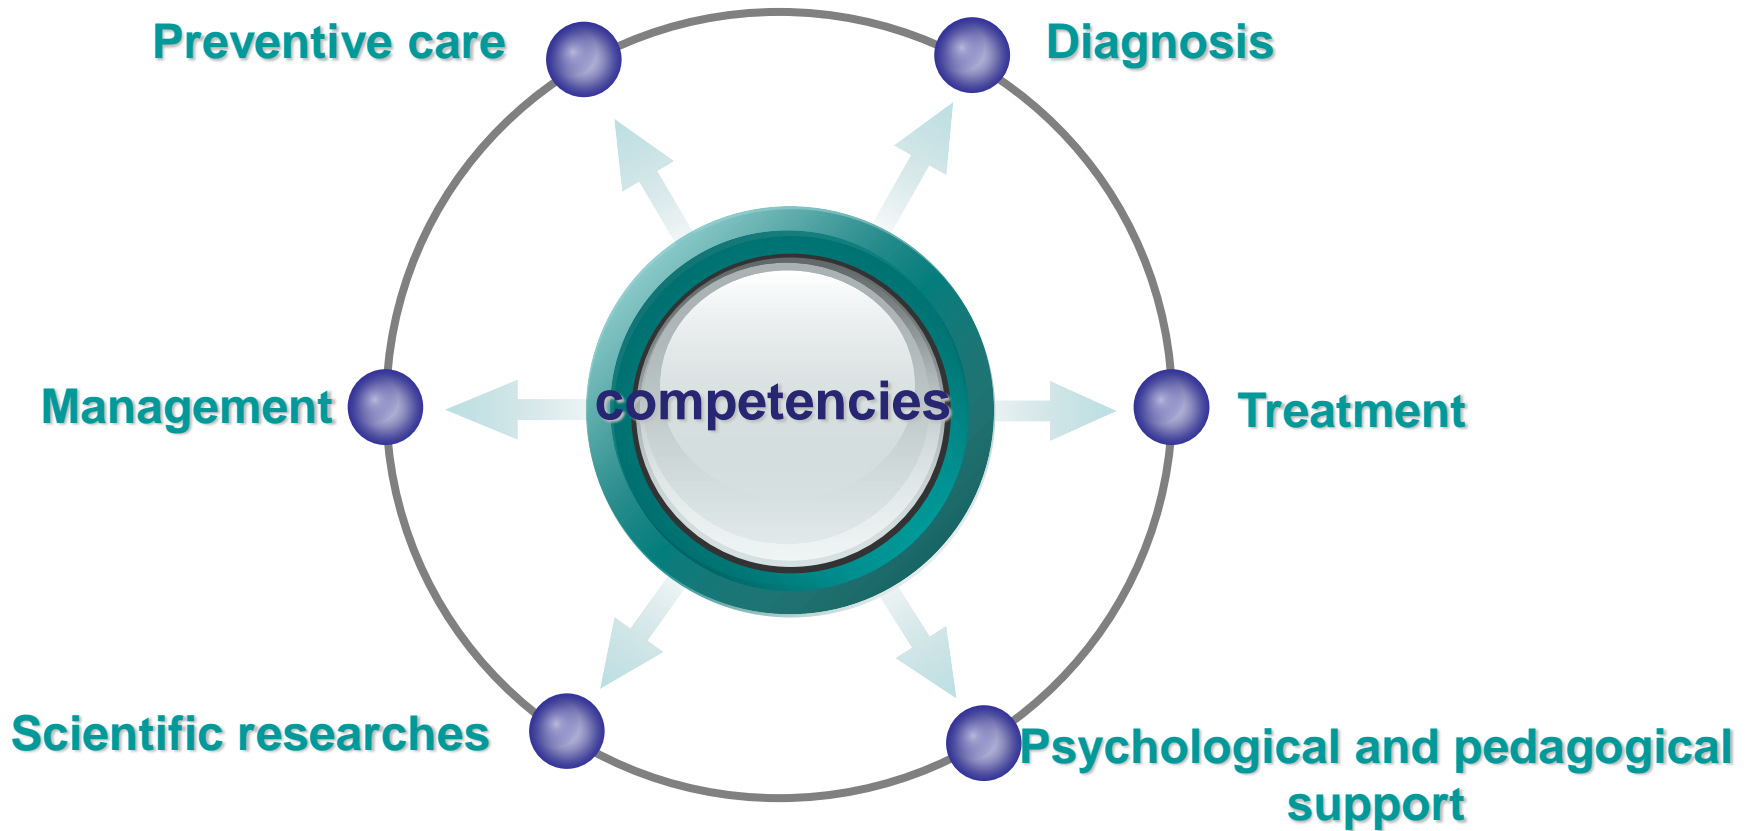 Preventive care
Diagnosis
Management
competencies
Treatment
Scientific researches
Psychological and pedagogical
support